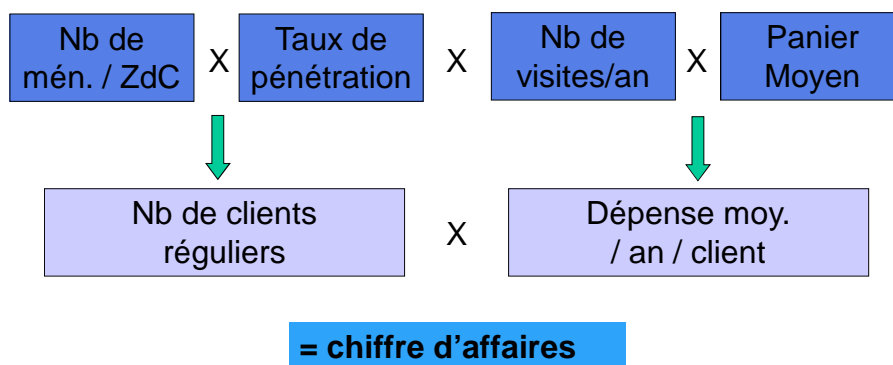 Nb de
mén. / ZdC
X
Taux de
pénétration
X
Nb de
visites/an
X
Panier
Moyen
Nb de clients
réguliers
X
Dépense moy.
/ an / client
= chiffre d’affaires